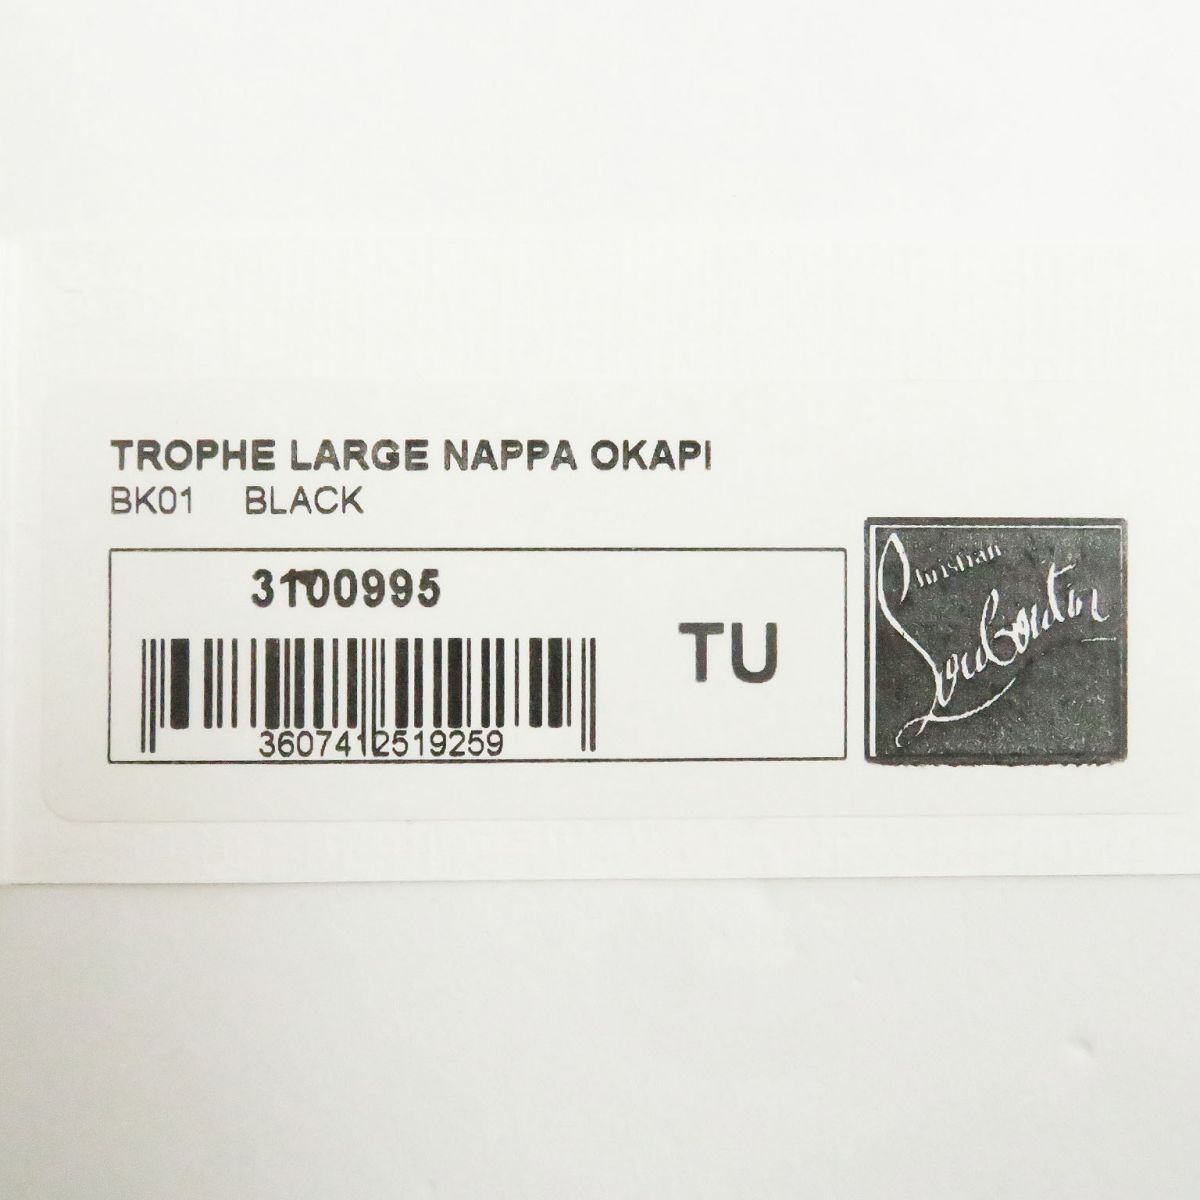 TROPHE LARGE NAPPA OKAPI
BK01 BLACK
3100995
TU
3607412519259
Christian
Louboutin